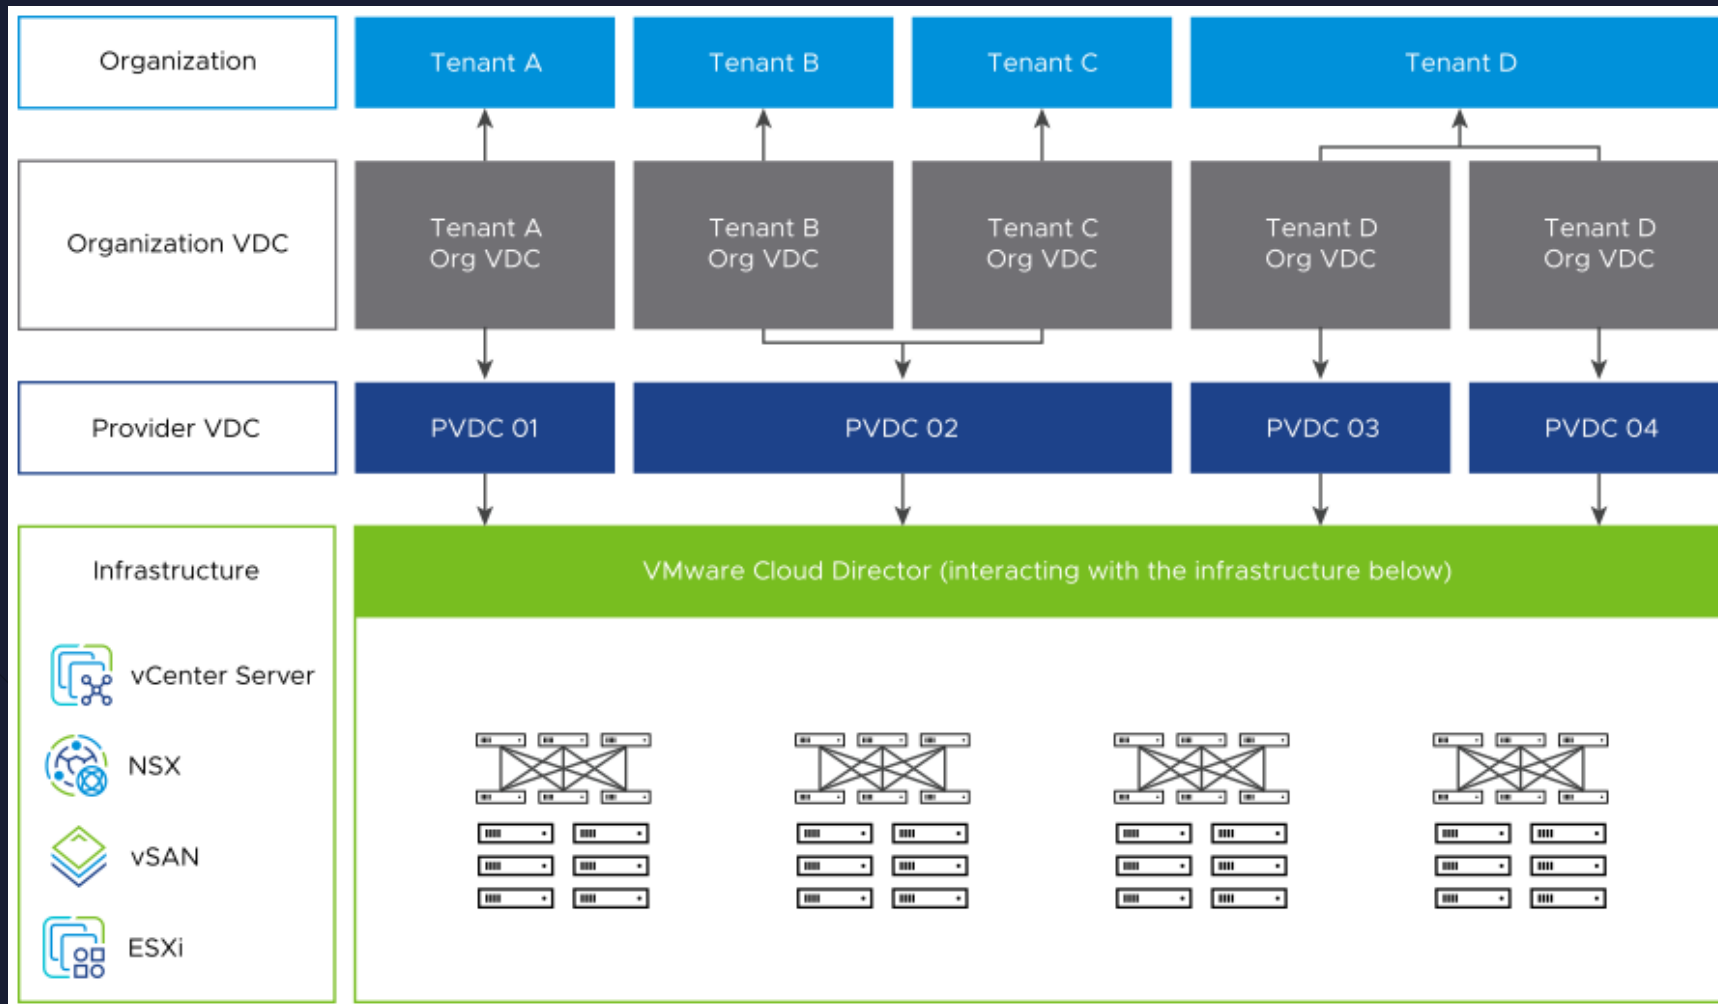 Organization
Tenant A
Tenant B
Tenant C
Tenant D
Organization VDC
Tenant A
Org VDC
Tenant B
Org VDC
Tenant C
Org VDC
Tenant D
Org VDC
Tenant D
Org VDC
Provider VDC
PVDC 01
PVDC 02
PVDC 03
PVDC 04
Infrastructure
VMware Cloud Director (interacting with the infrastructure below)
vCenter Server
NSX
vSAN
ESXi